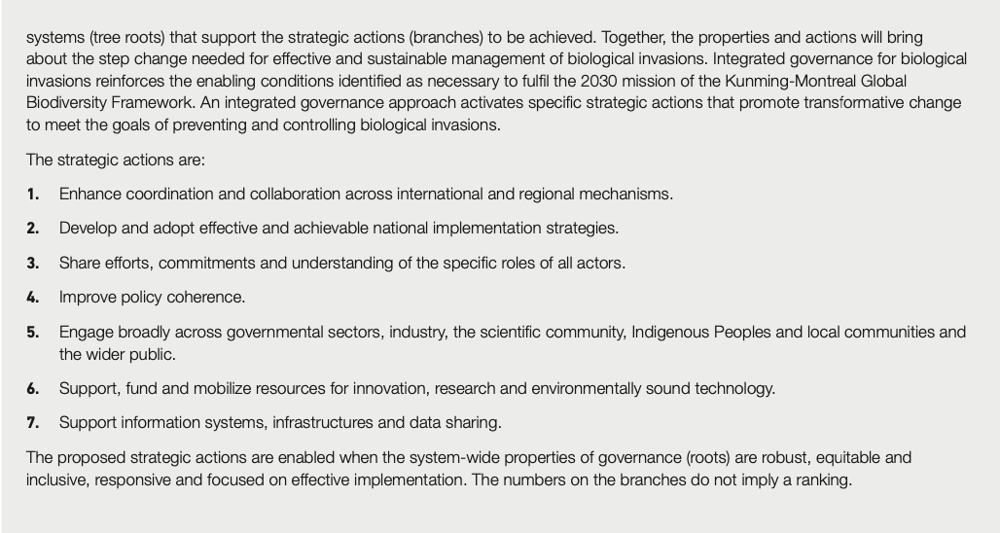 systems (tree roots) that support the strategic actions (branches) to be achieved. Together, the properties and actions will bring
about the step change needed for effective and sustainable management of biological invasions. Integrated governance for biological
invasions reinforces the enabling conditions identified as necessary to fulfil the 2030 mission of the Kunming-Montreal Global
Biodiversity Framework. An integrated governance approach activates specific strategic actions that promote transformative change
to meet the goals of preventing and controlling biological invasions.
The strategic actions are:
1. Enhance coordination and collaboration across international and regional mechanisms.
2. Develop and adopt effective and achievable national implementation strategies.
3. Share efforts, commitments and understanding of the specific roles of all actors.
4. Improve policy coherence.
5. Engage broadly across governmental sectors, industry, the scientific community, Indigenous Peoples and local communities and
the wider public.
6. Support, fund and mobilize resources for innovation, research and environmentally sound technology.
7. Support information systems, infrastructures and data sharing.
The proposed strategic actions are enabled when the system-wide properties of governance (roots) are robust, equitable and
inclusive, responsive and focused on effective implementation. The numbers on the branches do not imply a ranking.